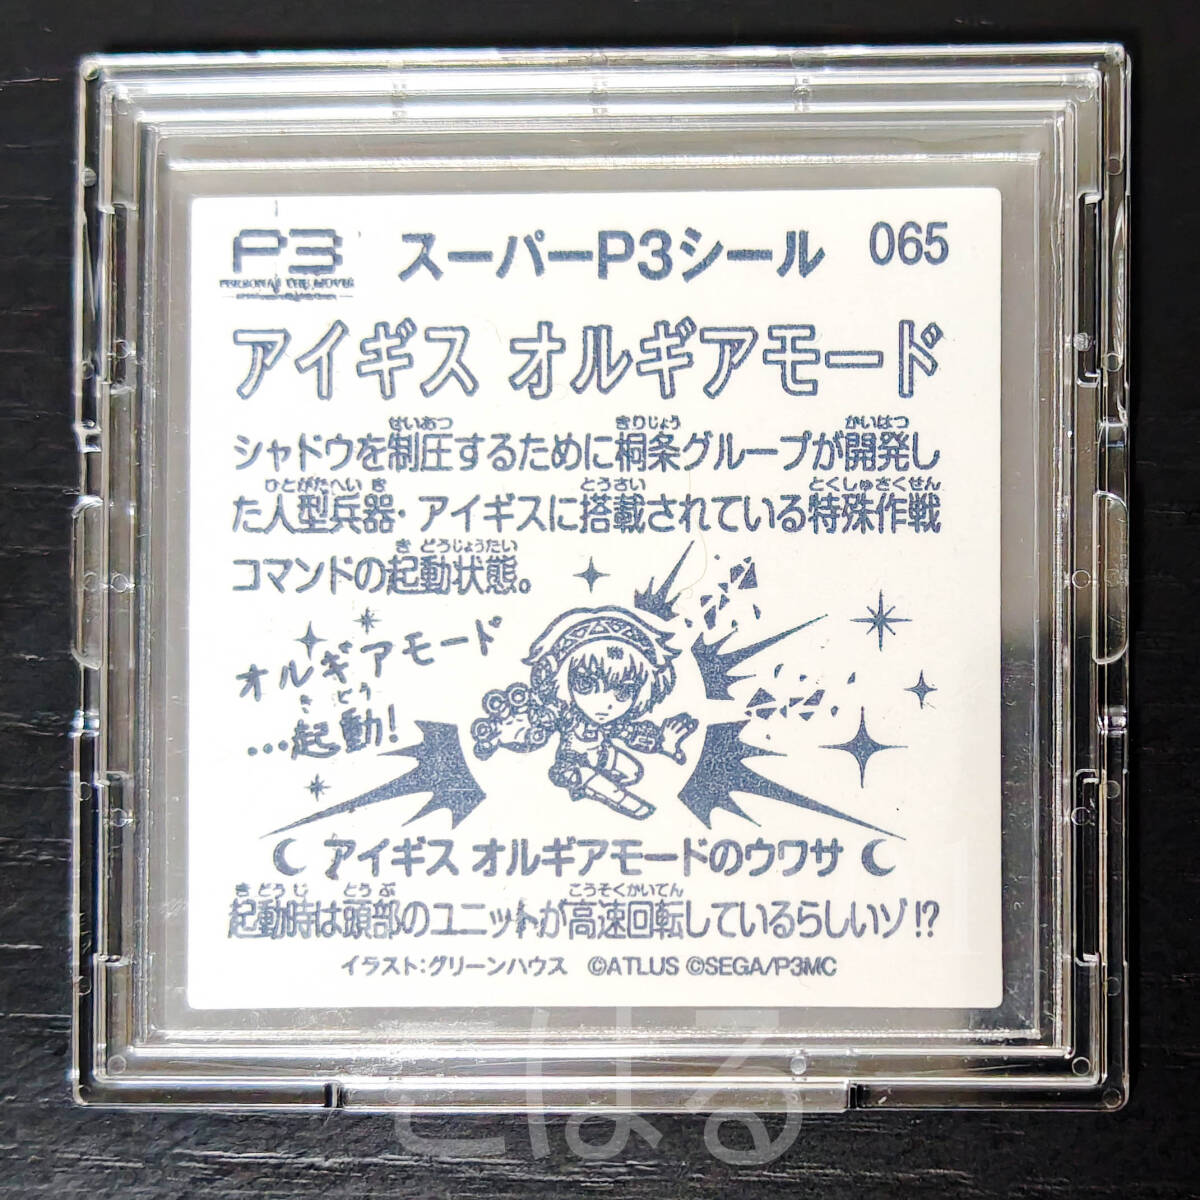 P3 スーパーP3シール 065
PERSONA3 THE MOVIE
アイギス オルギアモード
せいあつ きりじょう かいはつ
シャドウを制圧するために桐条グループが開発し
ひとがたへいき とうさい とくしゅさくせん
た人型兵器・アイギスに搭載されている特殊作戦
きどうじょうたい
コマンドの起動状態。
オルギアモード
きどう
…起動!
アイギス オルギアモードのウワサ
きどうじ とうぶ こうそくかいてん
起動時は頭部のユニットが高速回転しているらしいゾ!?
イラスト:グリーンハウス ©ATLUS ©SEGA/P3MC
こはる